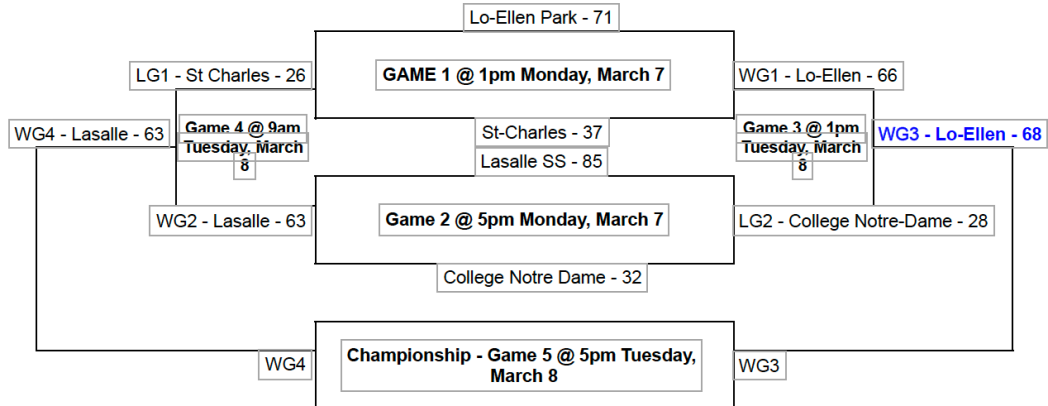 Lo-Ellen Park - 71
LG1 - St Charles - 26
GAME 1 @ 1pm Monday, March 7
WG1 - Lo-Ellen - 66
WG4 - Lasalle - 63
Game 4 @ 9am
Tuesday, March
8
St-Charles - 37
Lasalle SS - 85
Game 3 @ 1pm
Tuesday, March
8
WG3 - Lo-Ellen - 68
WG2 - Lasalle - 63
Game 2 @ 5pm Monday, March 7
LG2 - College Notre-Dame - 28
College Notre Dame - 32
WG4
Championship - Game 5 @ 5pm Tuesday,
March 8
WG3